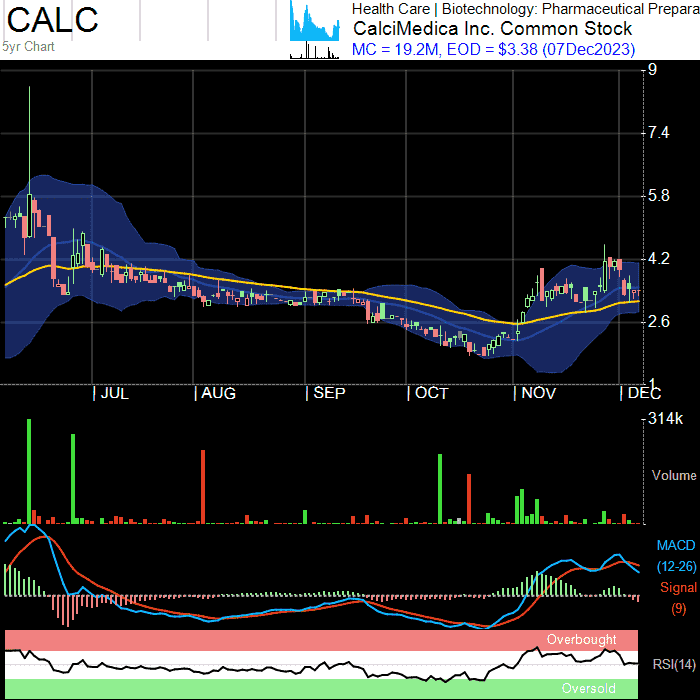 CALC
5yr Chart
Health Care | Biotechnology: Pharmaceutical Prepara
CalciMedica Inc. Common Stock
MC = 19.2M, EOD = $3.38 (07Dec2023)
9
7.4
5.8
4.2
2.6
1
JUL AUG SEP OCT NOV DEC
314k
Volume
MACD
(12-26)
Signal
(9)
Overbought
RSI(14)
Oversold